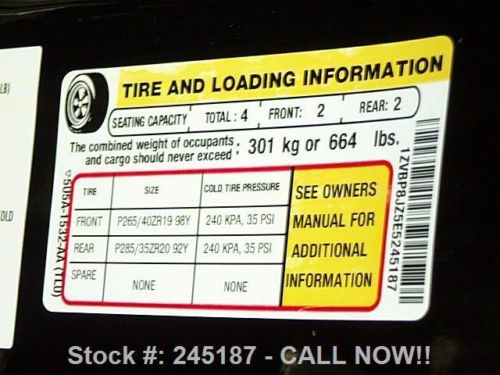 LB)
OLD
TIRE AND LOADING INFORMATION
SEATING CAPACITY TOTAL : 4 FRONT: 2 REAR: 2
The combined weight of occupants
and cargo should never exceed : 301 kg or 664 lbs.
TIRE SIZE COLD TIRE PRESSURE
FRONT P265/40ZR19 98Y 240 KPA, 35 PSI
REAR P285/35ZR20 92Y 240 KPA, 35 PSI
SPARE NONE NONE
SEE OWNERS
MANUAL FOR
ADDITIONAL
INFORMATION
1ZVBP8JZ5E5245187
Stock #: 245187 - CALL NOW!!